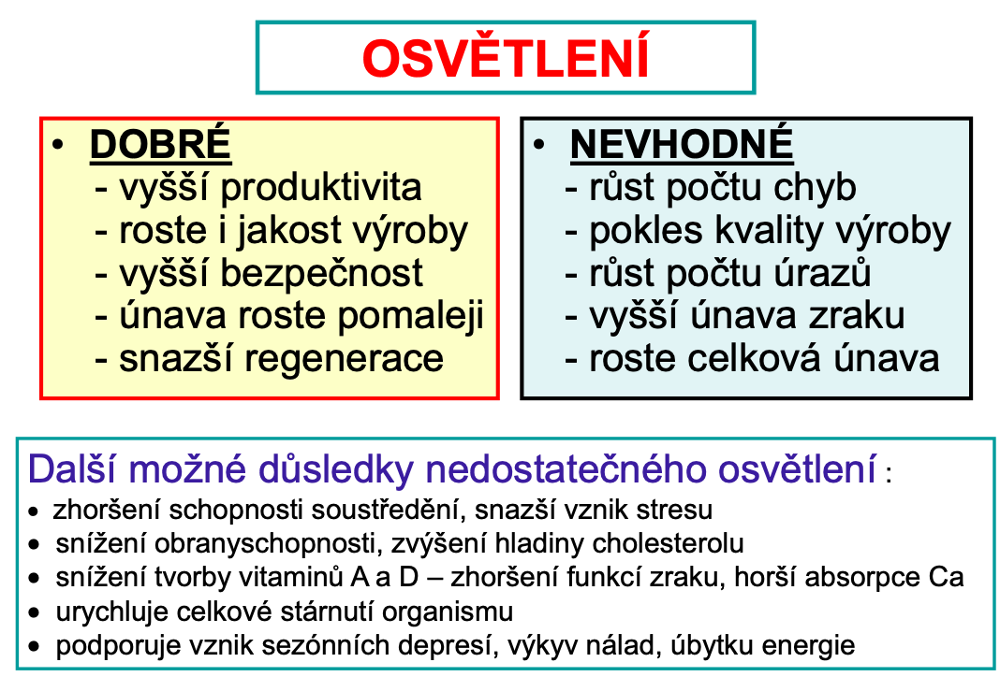 OSVĚTLENÍ
• DOBRÉ
- vyšší produktivita
- roste i jakost výroby
- vyšší bezpečnost
- únava roste pomaleji
- snazší regenerace
• NEVHODNÉ
- růst počtu chyb
- pokles kvality výroby
- růst počtu úrazů
- vyšší únava zraku
- roste celková únava
Další možné důsledky nedostatečného osvětlení :
• zhoršení schopnosti soustředění, snazší vznik stresu
• snížení obranyschopnosti, zvýšení hladiny cholesterolu
• snížení tvorby vitaminů A a D – zhoršení funkcí zraku, horší absorpce Ca
• urychluje celkové stárnutí organismu
• podporuje vznik sezónních depresí, výkyv nálad, úbytku energie